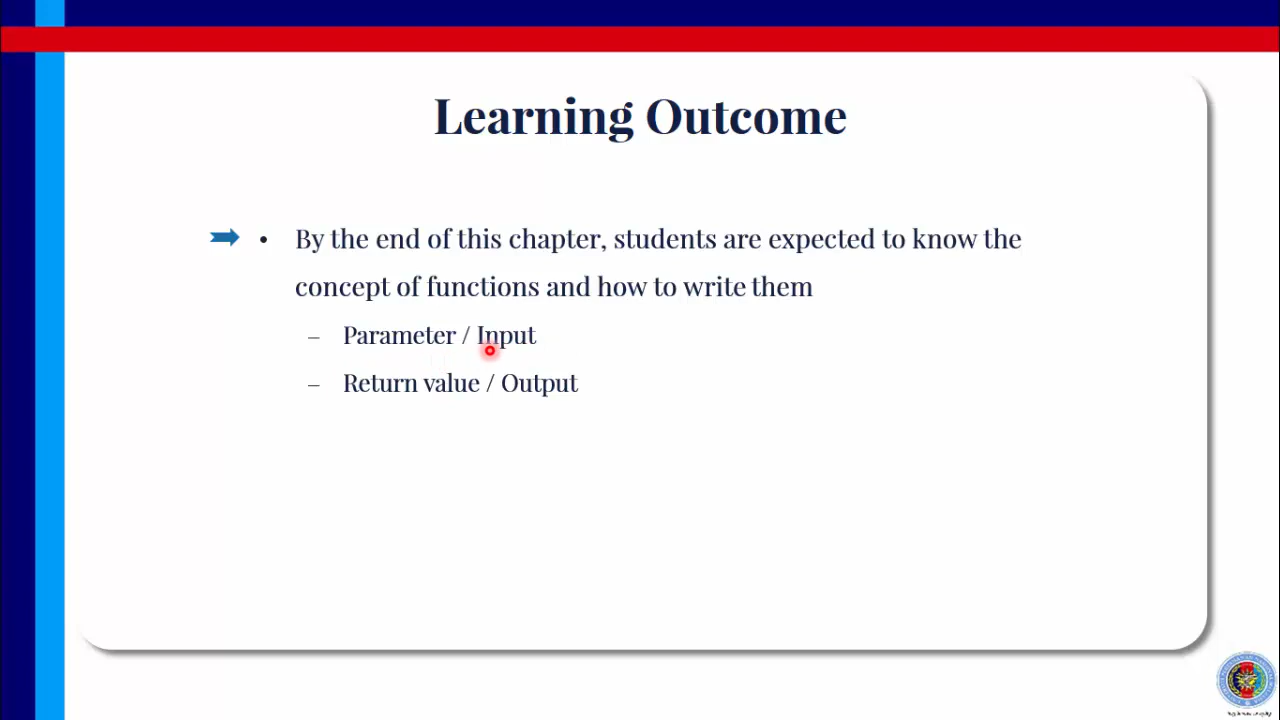 Learning Outcome
• By the end of this chapter, students are expected to know the
concept of functions and how to write them
– Parameter / Input
– Return value / Output